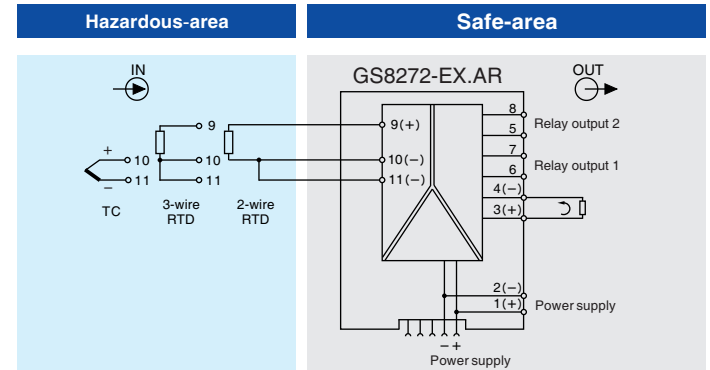 Hazardous-area
Safe-area
IN
GS8272-EX.AR
OUT
9
9(+)
8
5
Relay output 2
+
10
10
10(−)
7
6
Relay output 1
−
11
11
11(−)
4(−)
3(+)
TC
3-wire
RTD
2-wire
RTD
2(−)
1(+)
Power supply
− +
Power supply